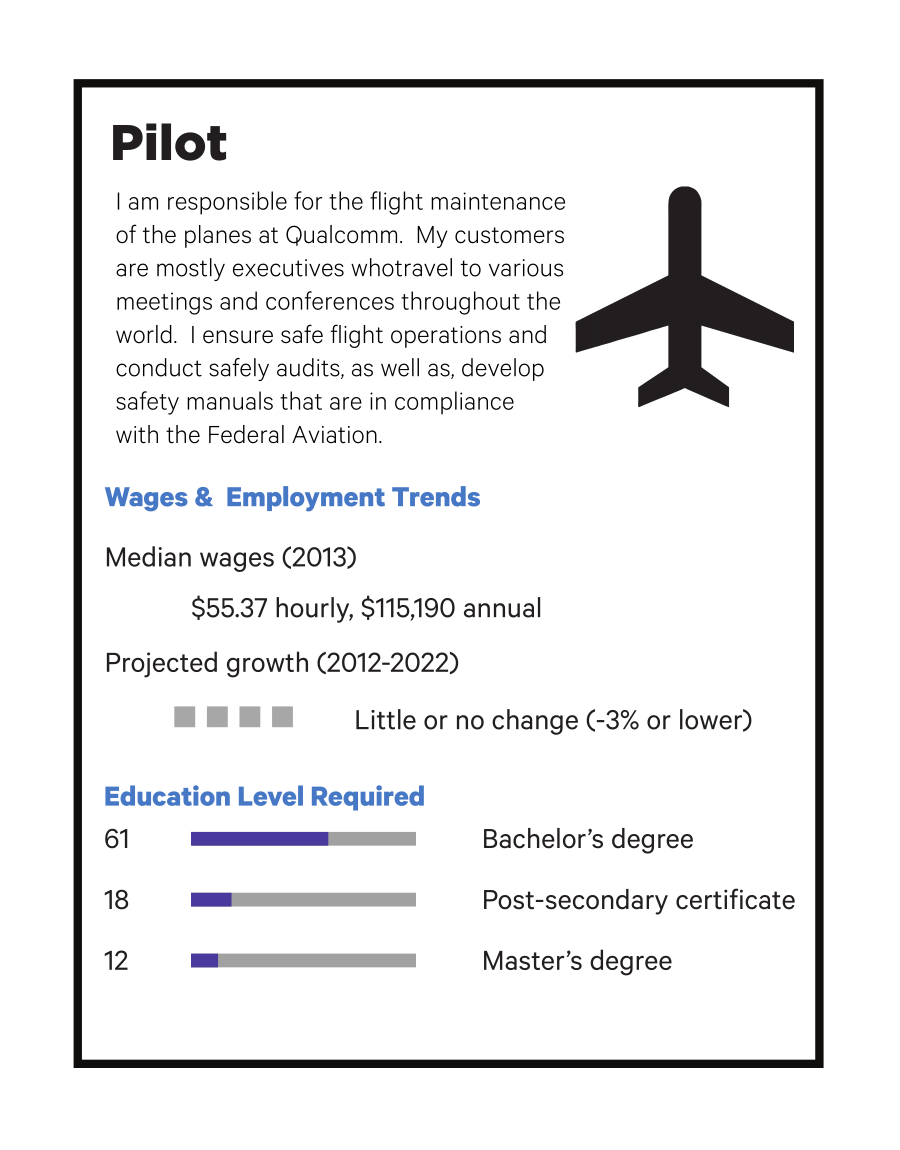 Pilot
I am responsible for the flight maintenance
of the planes at Qualcomm.  My customers
are mostly executives whotravel to various
meetings and conferences throughout the
world.  I ensure safe flight operations and
conduct safely audits, as well as, develop
safety manuals that are in compliance
with the Federal Aviation.
Wages &  Employment Trends
Median wages (2013)
$55.37 hourly, $115,190 annual
Projected growth (2012-2022)
Little or no change (-3% or lower)
Education Level Required
61 Bachelor’s degree
18 Post-secondary certificate
12 Master’s degree